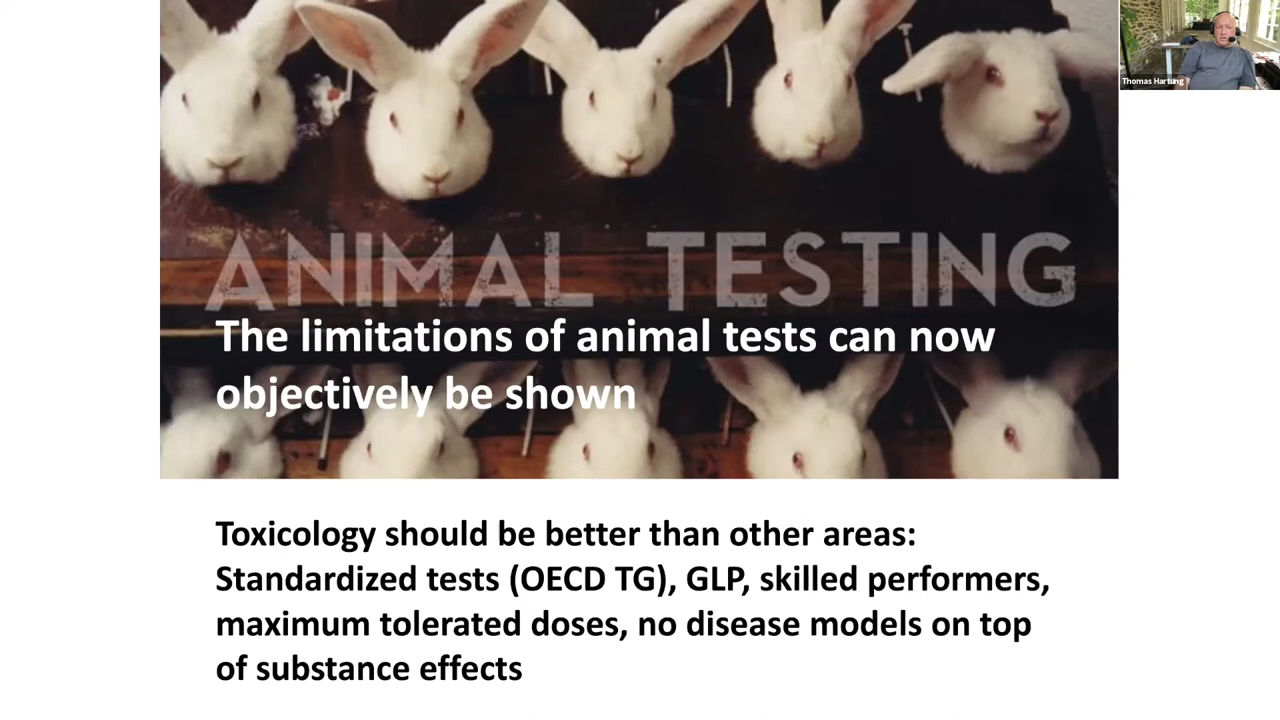 Thomas Hartung
ANIMAL TESTING
The limitations of animal tests can now
objectively be shown
Toxicology should be better than other areas:
Standardized tests (OECD TG), GLP, skilled performers,
maximum tolerated doses, no disease models on top
of substance effects